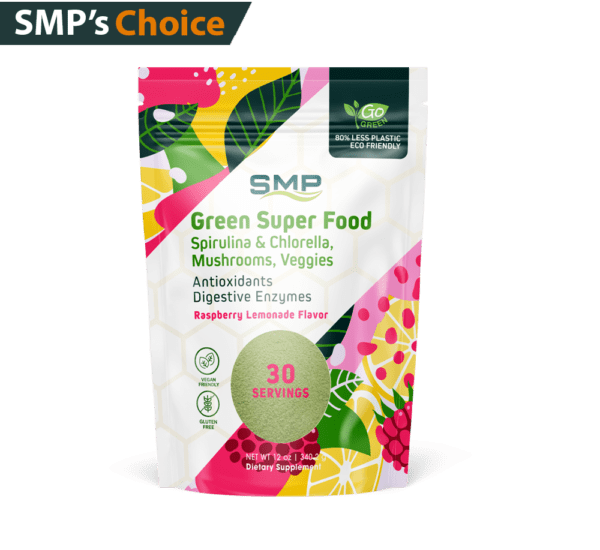 SMP's Choice
Go
GREEN
80% LESS PLASTIC
ECO FRIENDLY
SMP
Green Super Food
Spirulina & Chlorella,
Mushrooms, Veggies
Antioxidants
Digestive Enzymes
Raspberry Lemonade Flavor
30
SERVINGS
VEGAN
FRIENDLY
GLUTEN
FREE
NET WT 12 oz | 340.2
Dietary Supplement